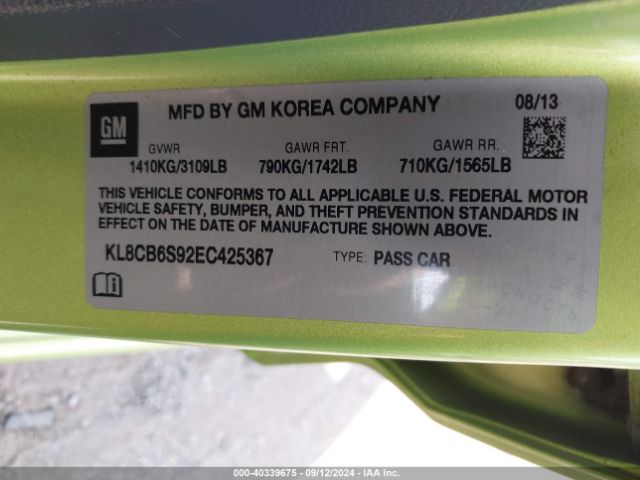 GM
MFD BY GM KOREA COMPANY 08/13
GVWR GAWR FRT. GAWR RR.
1410KG/3109LB 790KG/1742LB 710KG/1565LB
THIS VEHICLE CONFORMS TO ALL APPLICABLE U.S. FEDERAL MOTOR
VEHICLE SAFETY, BUMPER, AND THEFT PREVENTION STANDARDS IN
EFFECT ON THE DATE OF MANUFACTURE SHOWN ABOVE.
KL8CB6S92EC425367 TYPE: PASS CAR
000-40339675 - 09/12/2024 - IAA Inc.